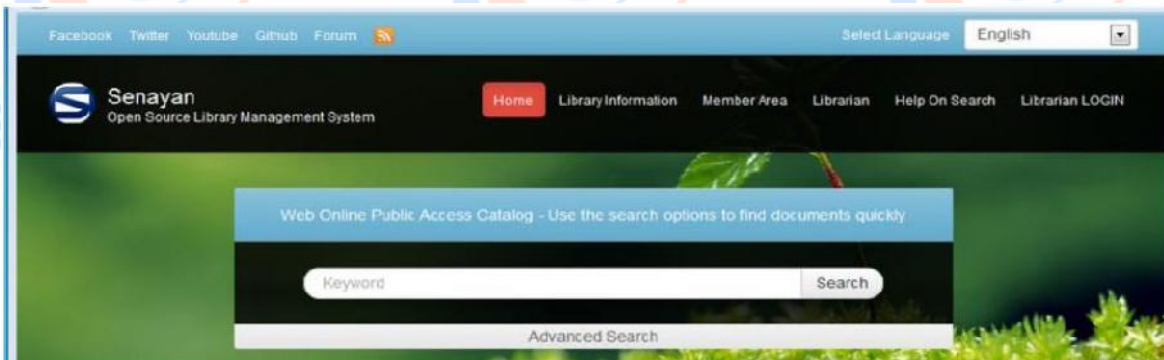 Facebook Twitter Youtube Github Forum
Select Language English
Senayan
Open Source Library Management System
Home Library Information Member Area Librarian Help On Search Librarian LOGIN
Web Online Public Access Catalog - Use the search options to find documents quickly
Keyword Search
Advanced Search